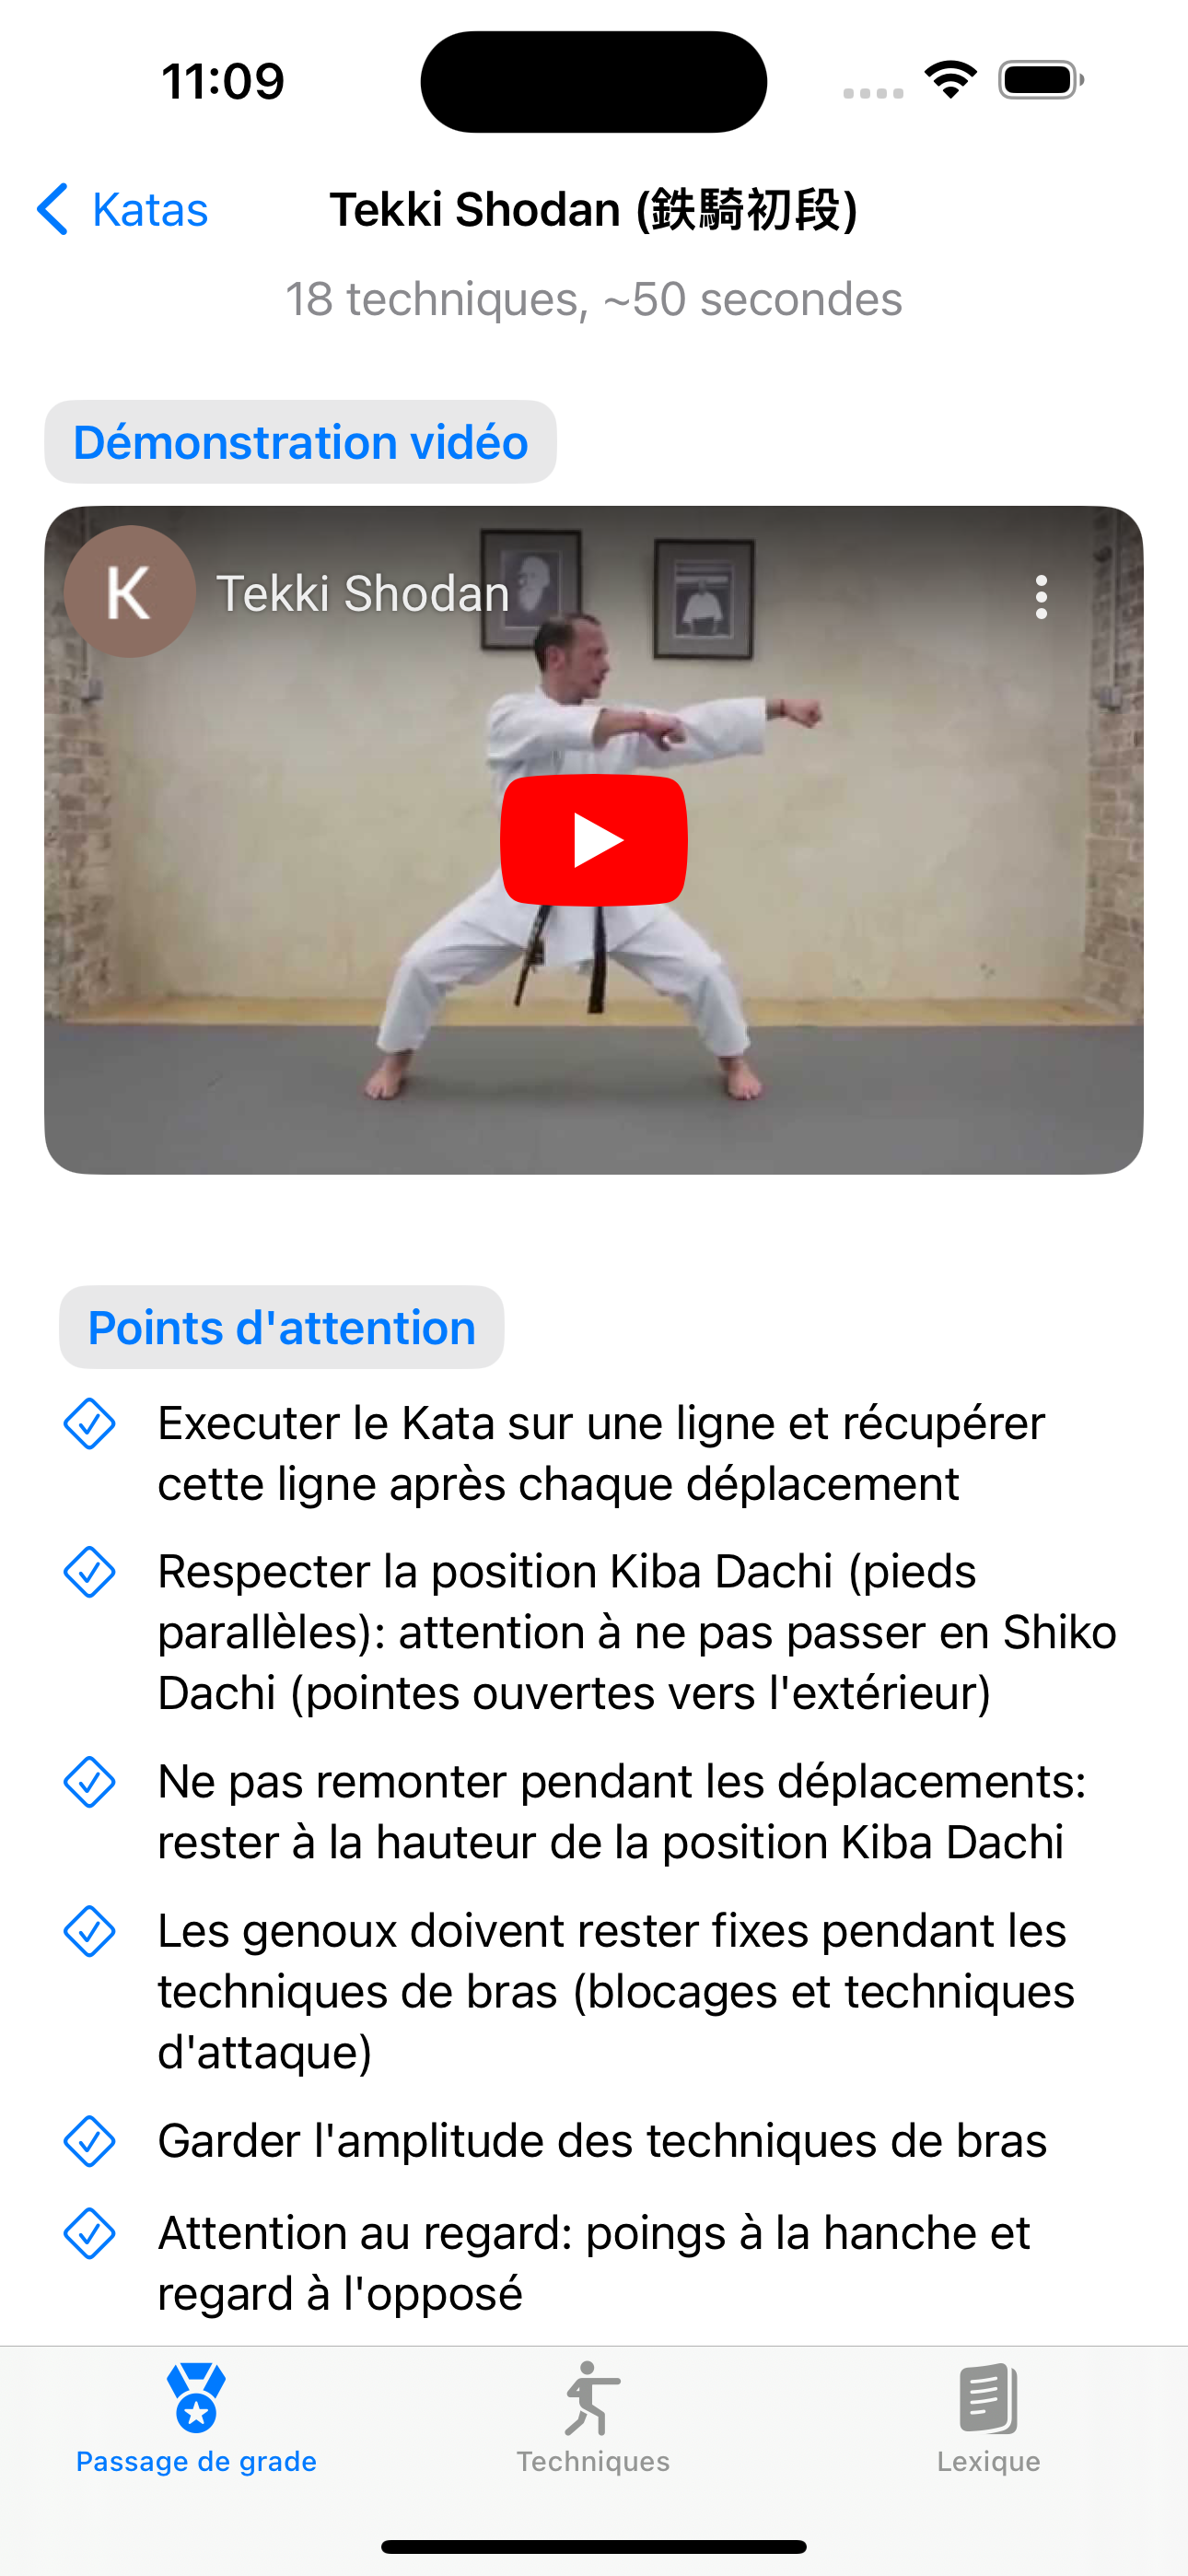 11:09
Katas
Tekki Shodan (鉄騎初段)
18 techniques, ~50 secondes
Démonstration vidéo
K
Tekki Shodan
Points d'attention
Executer le Kata sur une ligne et récupérer
cette ligne après chaque déplacement
Respecter la position Kiba Dachi (pieds
parallèles): attention à ne pas passer en Shiko
Dachi (pointes ouvertes vers l'extérieur)
Ne pas remonter pendant les déplacements:
rester à la hauteur de la position Kiba Dachi
Les genoux doivent rester fixes pendant les
techniques de bras (blocages et techniques
d'attaque)
Garder l'amplitude des techniques de bras
Attention au regard: poings à la hanche et
regard à l'opposé
Passage de grade
Techniques
Lexique